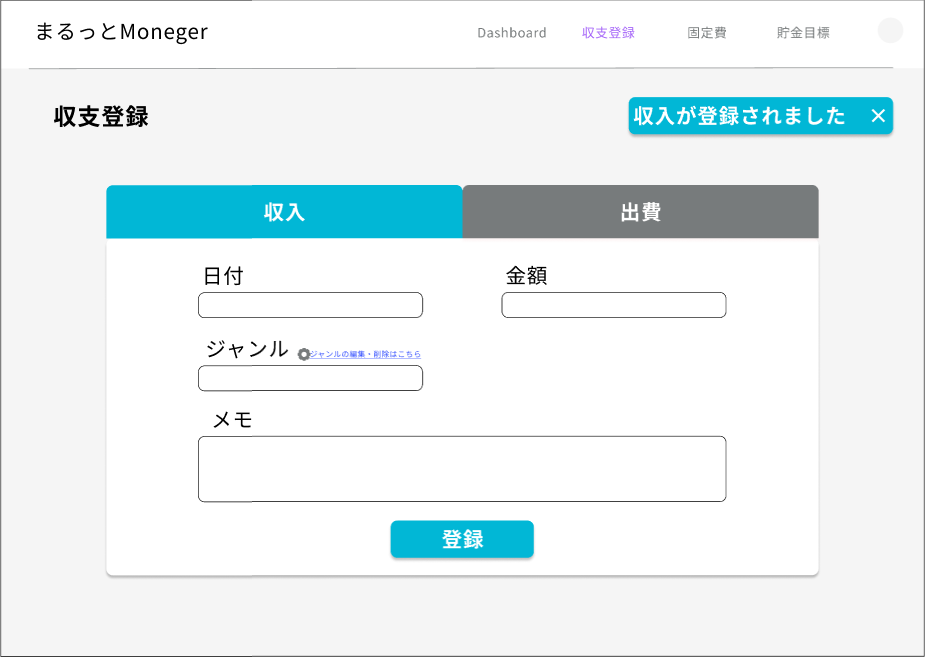 まるっとMoneger
Dashboard 収支登録 固定費 貯金目標
収支登録
収入が登録されました ×
収入 出費
日付 金額
ジャンル ジャンルの編集・削除はこちら
メモ
登録